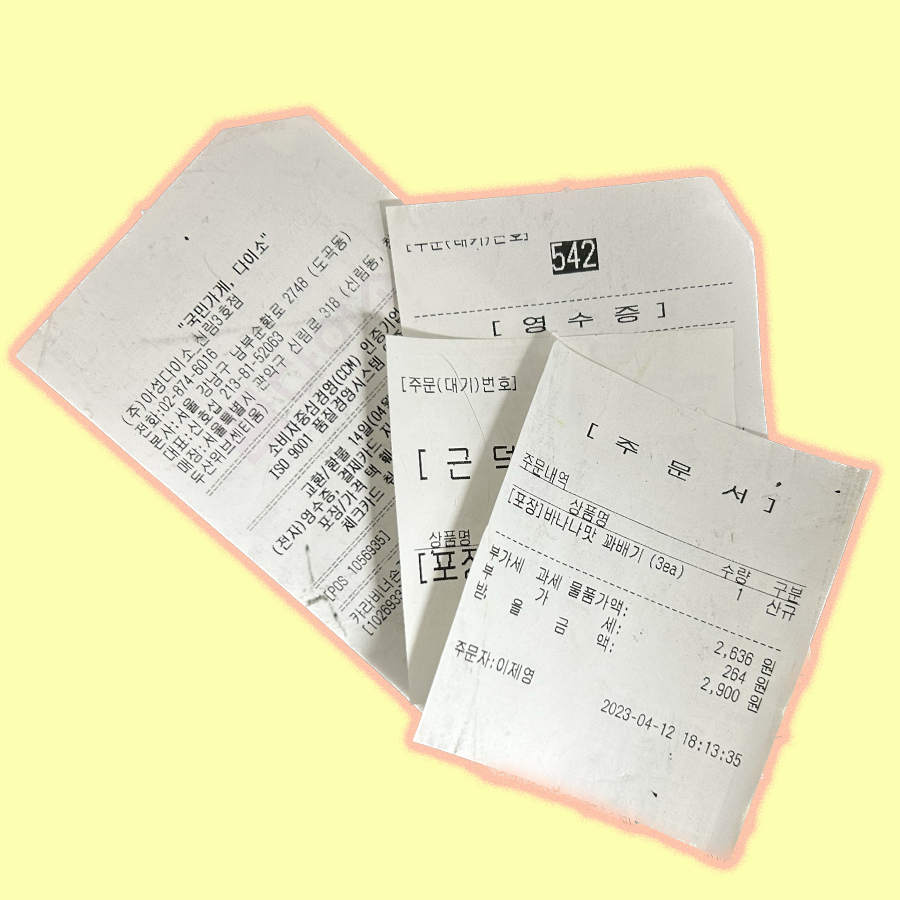 "국민가게, 다이소"
(주)아성다이소_신림3호점
전화:02-874-6016
본사:서울 강남구 남부순환로 2748 (도곡동)
대표: 213-81-52063
매장:서울특별시 관악구 신림로 318 (신림동,
두산위브센티움)
소비자중심경영(CCM) 인증기업
ISO 9001 품질경영시스템
교환/환불 14일(04월
(전자)영수증, 결제카드 지
포장/가격 택
체크카드
[POS 1056935]
카라비너
[주문(대기)번호]
542
[ 영 수 증 ]
[주문(대기)번호]
[ 근
상품명
[포장
[ 주 문 서 ]
주문내역
상품명 수량 구분
[포장]바나나맛 꽈배기 (3ea) 1 신규
부가세 과세 물품가액: 2,636 원
부 가 세: 264 원
받 을 금 액: 2,900 원
주문자:이제영
2023-04-12 18:13:35